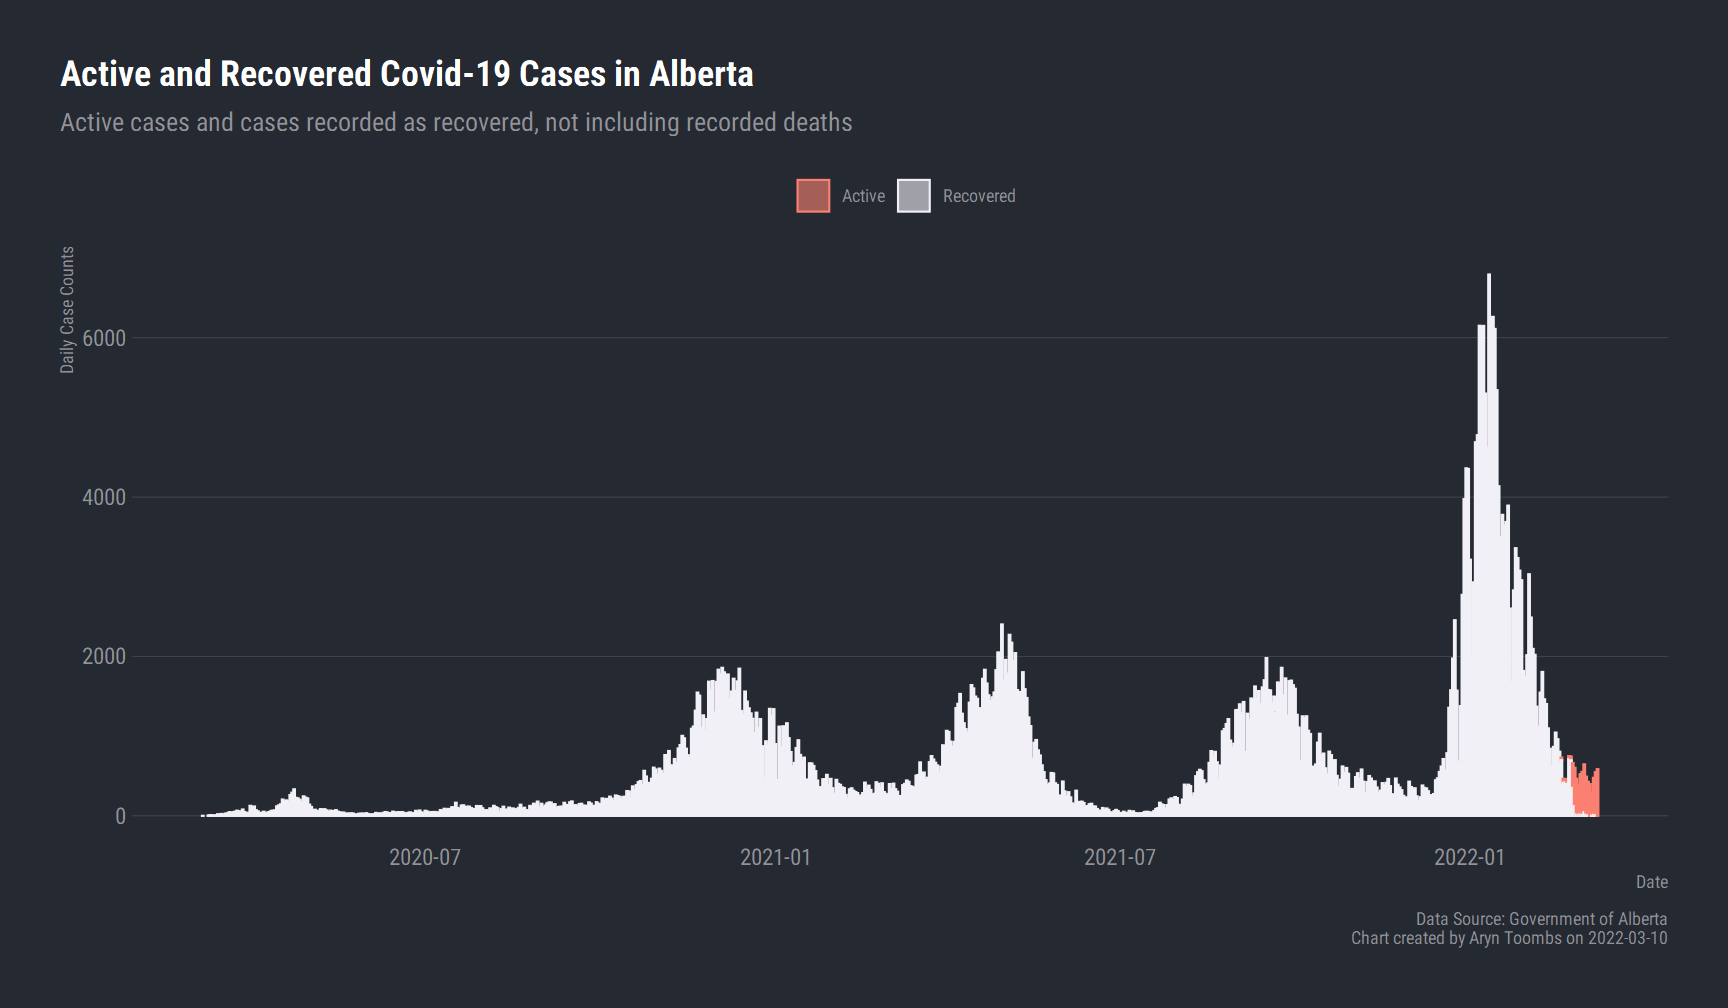 Active and Recovered Covid-19 Cases in Alberta
Active cases and cases recorded as recovered, not including recorded deaths
Active
Recovered
Daily Case Counts
6000
4000
2000
0
2020-07
2021-01
2021-07
2022-01
Date
Data Source: Government of Alberta
Chart created by Aryn Toombs on 2022-03-10